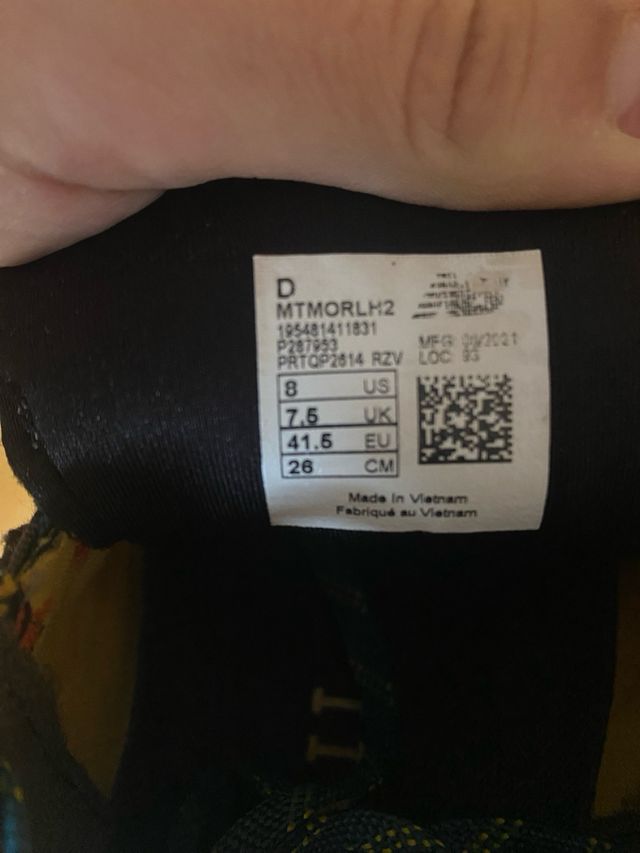 D
MTMORLH2
195481411831
P287953
PRTQP2614 RZV
MFG: 09/2021
LOC: 93
8 US
7.5 UK
41.5 EU
26 CM
Made In Vietnam
Fabriqué au Vietnam